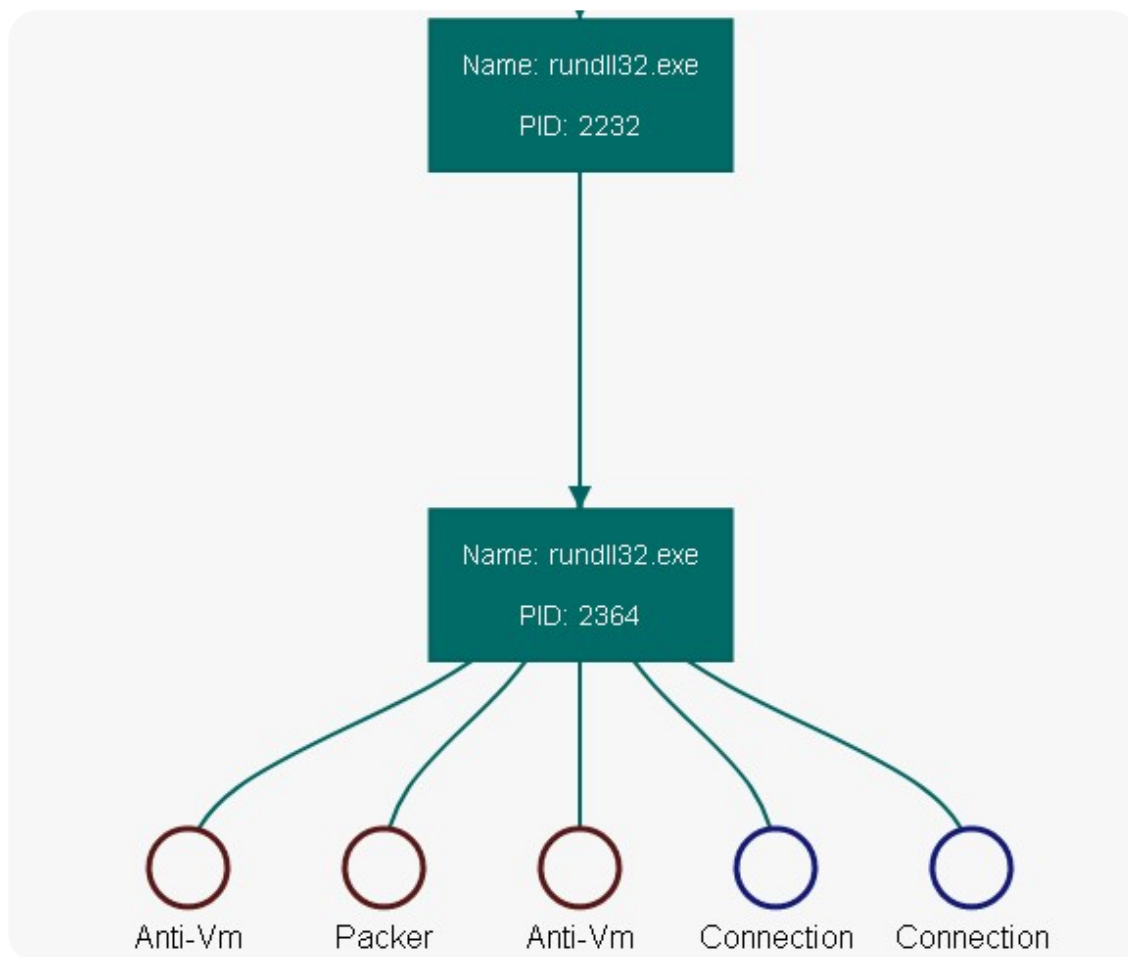 Name: rundll32.exe
PID: 2232
Name: rundll32.exe
PID: 2364
Anti-Vm Packer Anti-Vm Connection Connection